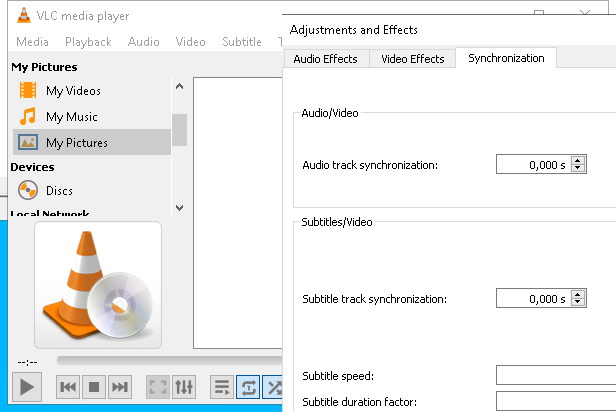 VLC media player
Media Playback Audio Video Subtitle
Adjustments and Effects
Audio Effects Video Effects Synchronization
My Pictures
My Videos
My Music
My Pictures
Devices
Discs
Local Network
--:--
Audio/Video
Audio track synchronization: 0,000 s
Subtitles/Video
Subtitle track synchronization: 0,000 s
Subtitle speed:
Subtitle duration factor: